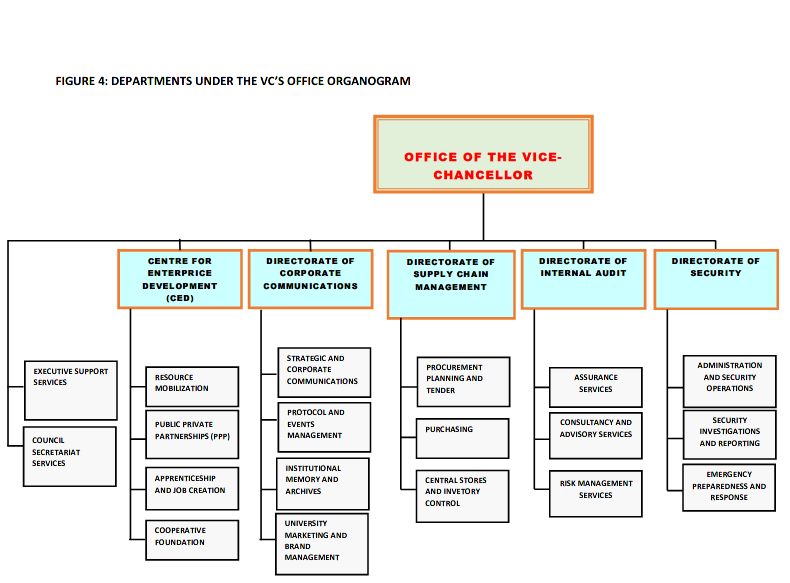 FIGURE 4: DEPARTMENTS UNDER THE VC’S OFFICE ORGANOGRAM
OFFICE OF THE VICE-
CHANCELLOR
CENTRE FOR
ENTERPRICE
DEVELOPMENT
(CED)
DIRECTORATE OF
CORPORATE
COMMUNICATIONS
DIRECTORATE OF
SUPPLY CHAIN
MANAGEMENT
DIRECTORATE OF
INTERNAL AUDIT
DIRECTORATE OF
SECURITY
EXECUTIVE SUPPORT
SERVICES
COUNCIL
SECRETARIAT
SERVICES
RESOURCE
MOBILIZATION
PUBLIC PRIVATE
PARTNERSHIPS (PPP)
APPRENTICESHIP
AND JOB CREATION
COOPERATIVE
FOUNDATION
STRATEGIC AND
CORPORATE
COMMUNICATIONS
PROTOCOL AND
EVENTS
MANAGEMENT
INSTITUTIONAL
MEMORY AND
ARCHIVES
UNIVERSITY
MARKETING AND
BRAND
MANAGEMENT
PROCUREMENT
PLANNING AND
TENDER
PURCHASING
CENTRAL STORES
AND INVETORY
CONTROL
ASSURANCE
SERVICES
CONSULTANCY AND
ADVISORY SERVICES
RISK MANAGEMENT
SERVICES
ADMINISTRATION
AND SECURITY
OPERATIONS
SECURITY
INVESTIGATIONS
AND REPORTING
EMERGENCY
PREPAREDNESS AND
RESPONSE